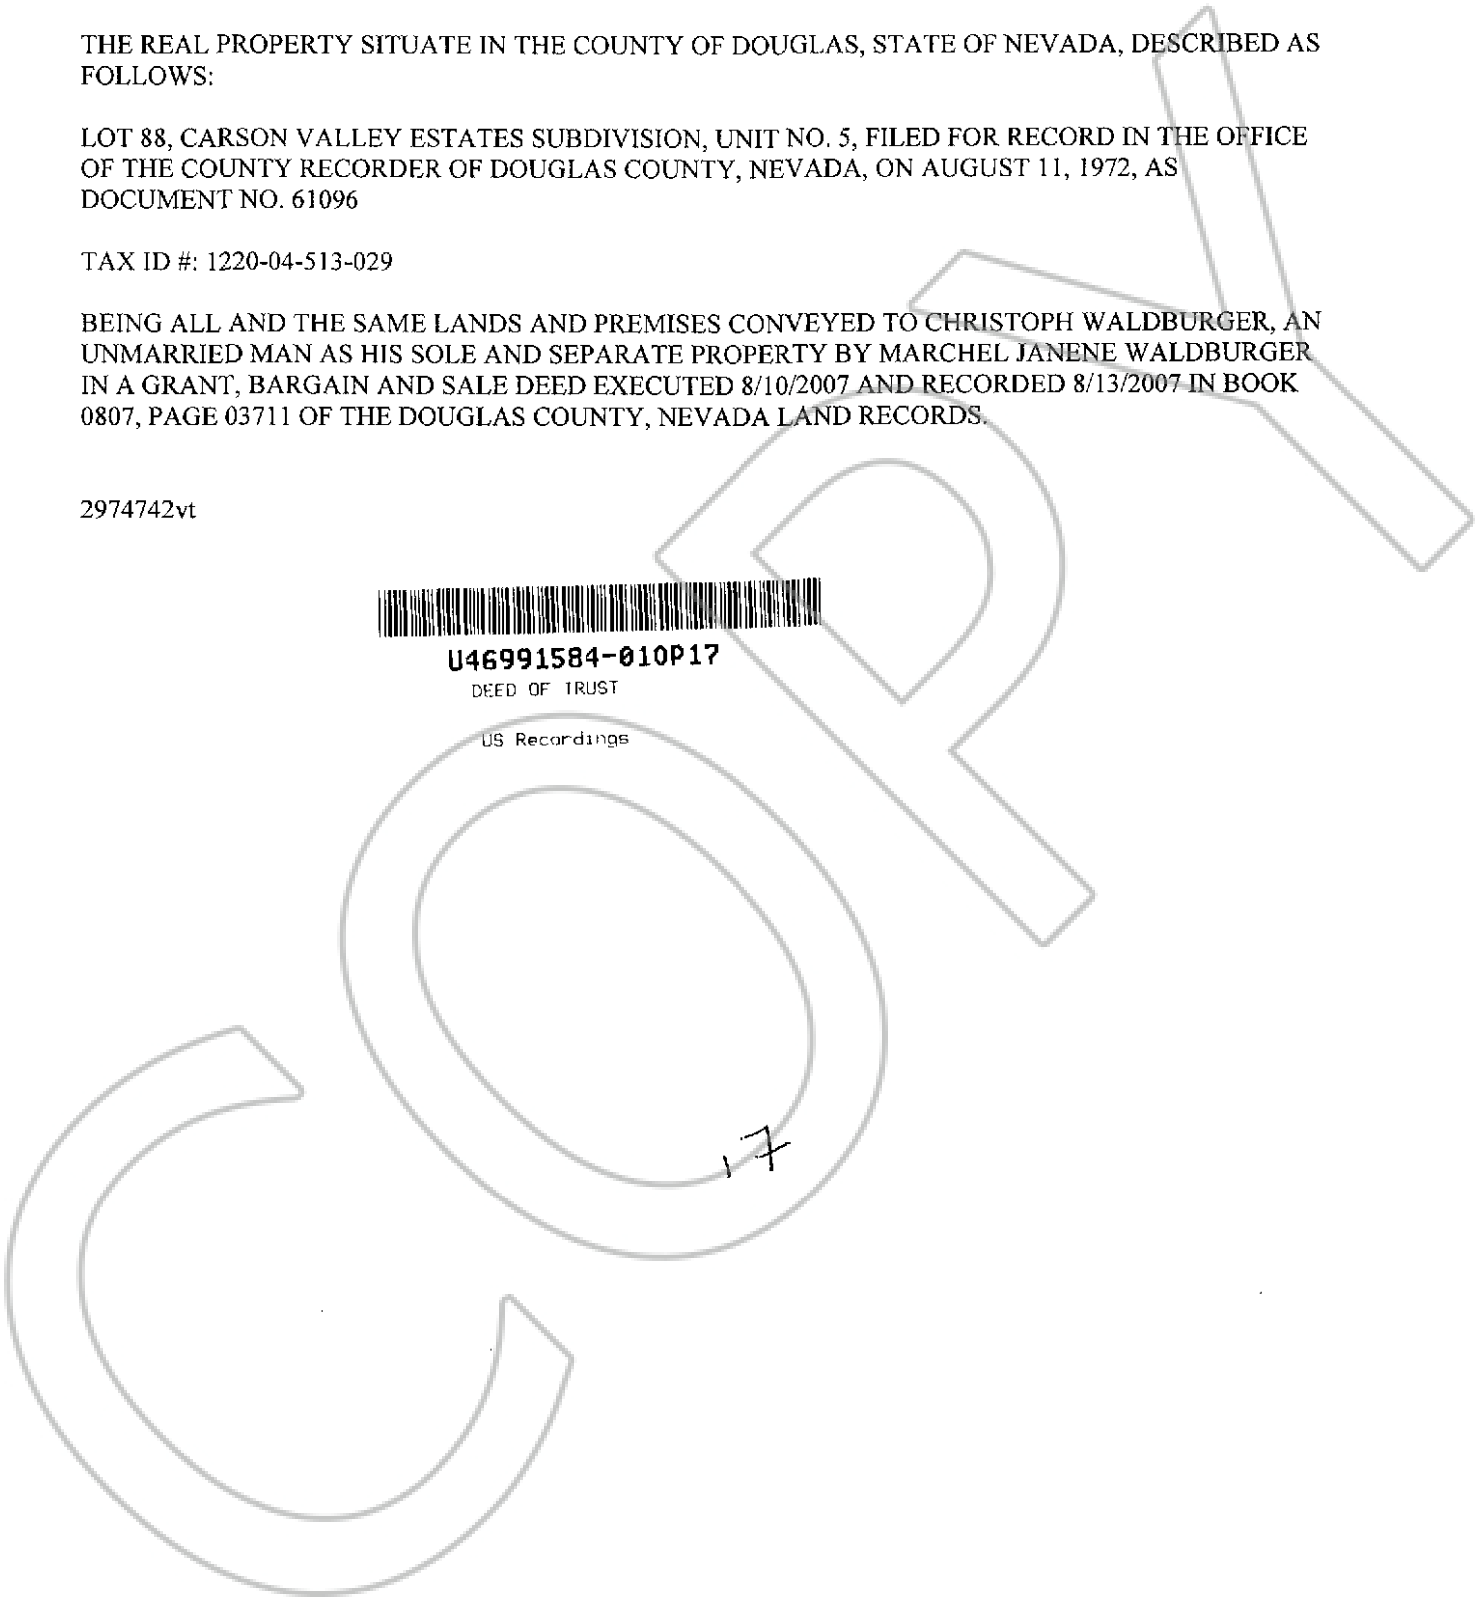 THE REAL PROPERTY SITUATE IN THE COUNTY OF DOUGLAS, STATE OF NEVADA, DESCRIBED AS
FOLLOWS:
LOT 88, CARSON VALLEY ESTATES SUBDIVISION, UNIT NO. 5, FILED FOR RECORD IN THE OFFICE
OF THE COUNTY RECORDER OF DOUGLAS COUNTY, NEVADA, ON AUGUST 11, 1972, AS
DOCUMENT NO. 61096
TAX ID #: 1220-04-513-029
BEING ALL AND THE SAME LANDS AND PREMISES CONVEYED TO CHRISTOPH WALDBURGER, AN
UNMARRIED MAN AS HIS SOLE AND SEPARATE PROPERTY BY MARCHEL JANENE WALDBURGER
IN A GRANT, BARGAIN AND SALE DEED EXECUTED 8/10/2007 AND RECORDED 8/13/2007 IN BOOK
0807, PAGE 03711 OF THE DOUGLAS COUNTY, NEVADA LAND RECORDS.
2974742vt
U46991584-010P17
DEED OF TRUST
US Recordings
17
COPY